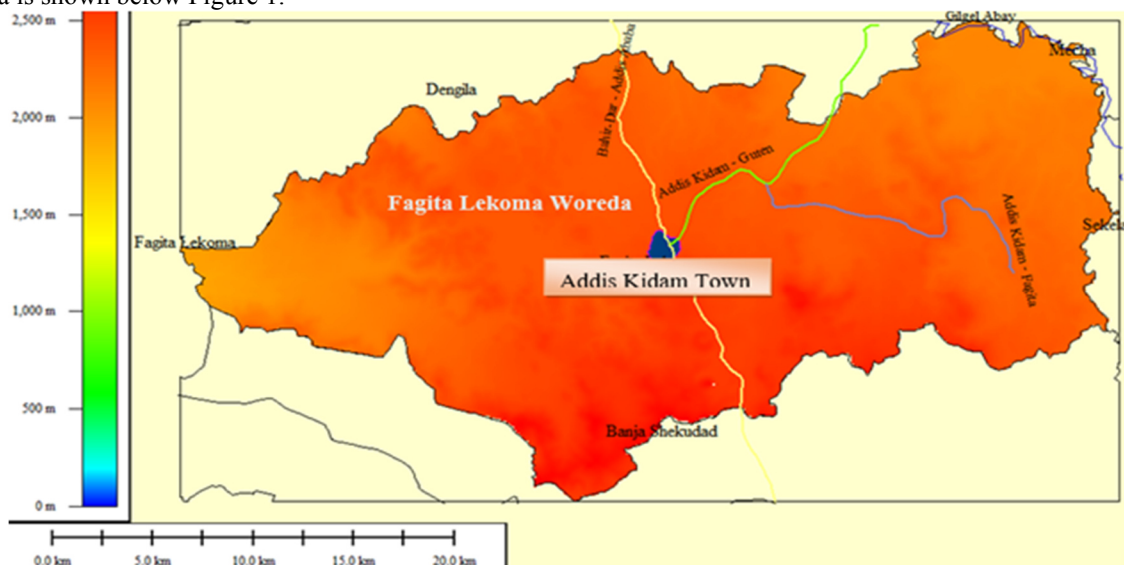 a is shown below Figure 1.
2,500 m
2,000 m
1,500 m
1,000 m
500 m
0 m
Gilgel Abay
Mecha
Dengila
Bahir-Dar - Addis Ababa
Addis Kidam - Guten
Fagita Lekoma Woreda
Fagita Lekoma
Sekela
Addis Kidam - Fagita
Addis Kidam Town
Banja Shekudad
0.0 km 5.0 km 10.0 km 15.0 km 20.0 km